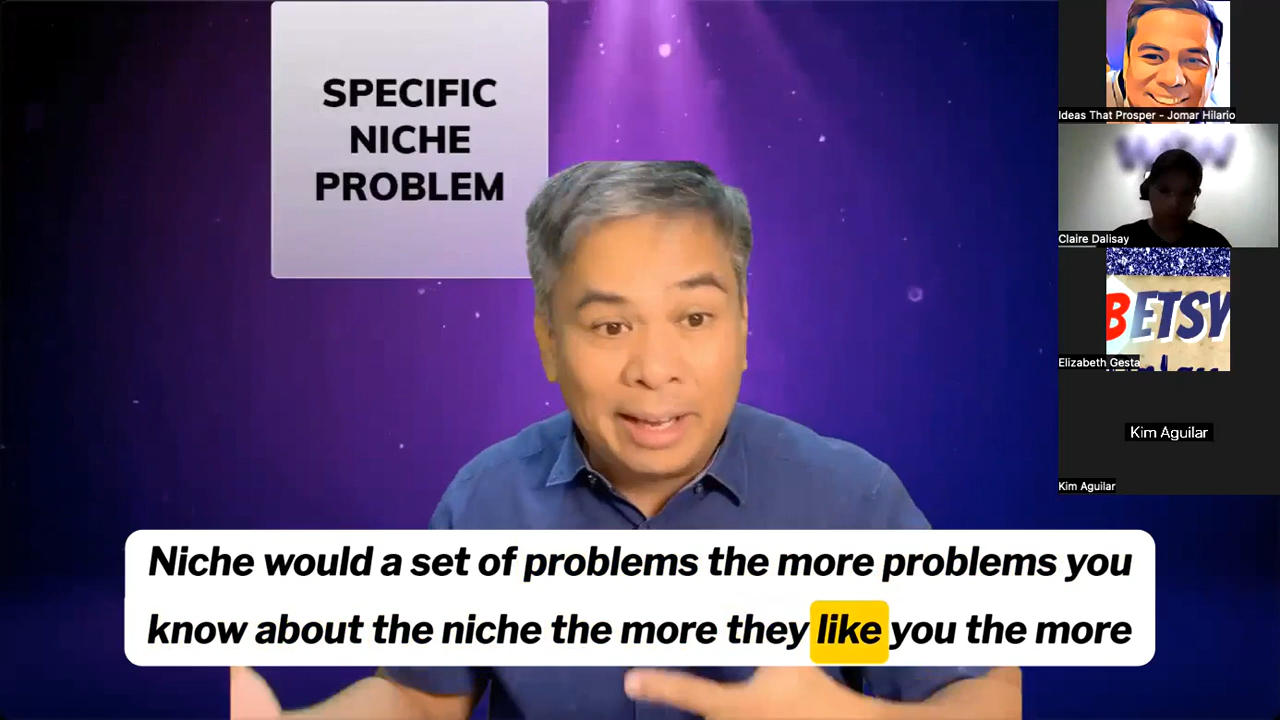 SPECIFIC
NICHE
PROBLEM
Ideas That Prosper - Jomar Hilario
Claire Dalisay
BETSY
Elizabeth Gesta
Kim Aguilar
Kim Aguilar
Niche would a set of problems the more problems you
know about the niche the more they like you the more